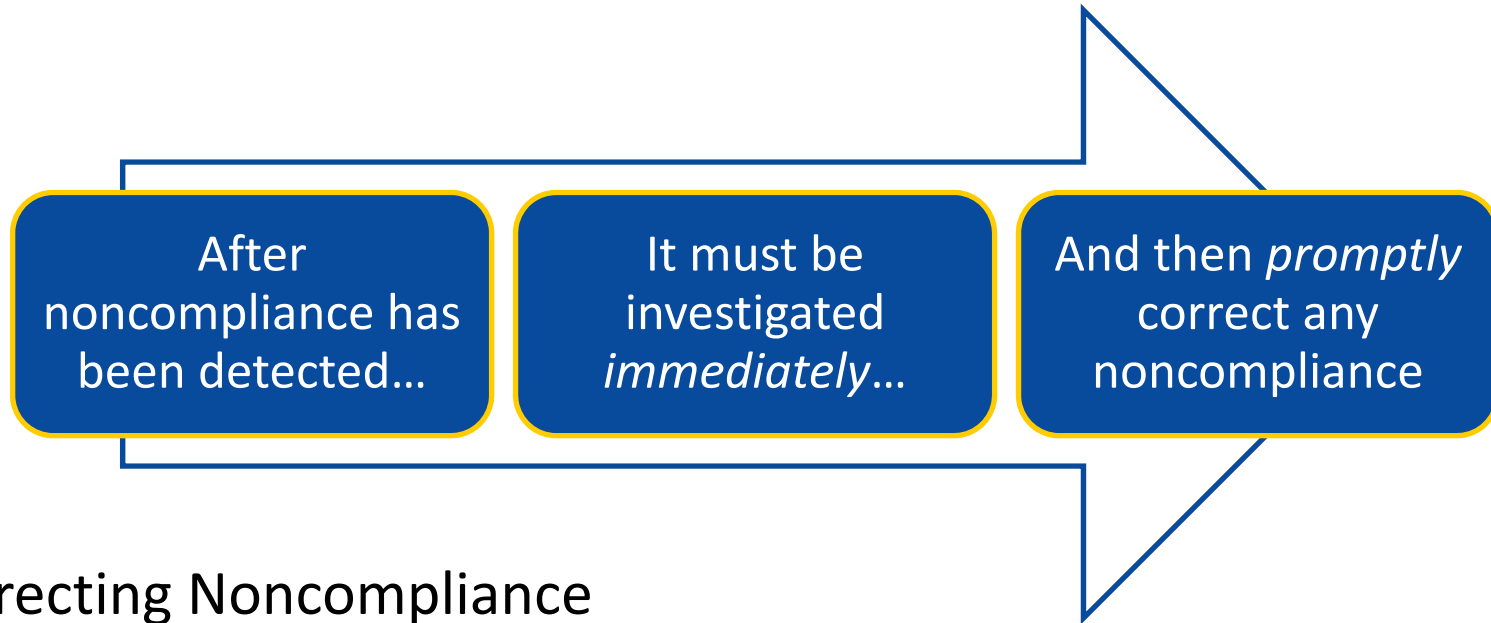 After
noncompliance has
been detected…
It must be
investigated
immediately…
And then promptly
correct any
noncompliance
recting Noncompliance